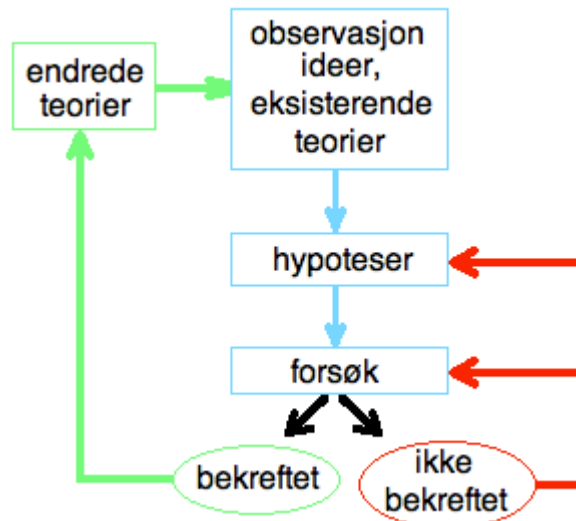 endrede
teorier
observasjon
ideer,
eksisterende
teorier
hypoteser
forsøk
bekreftet
ikke
bekreftet